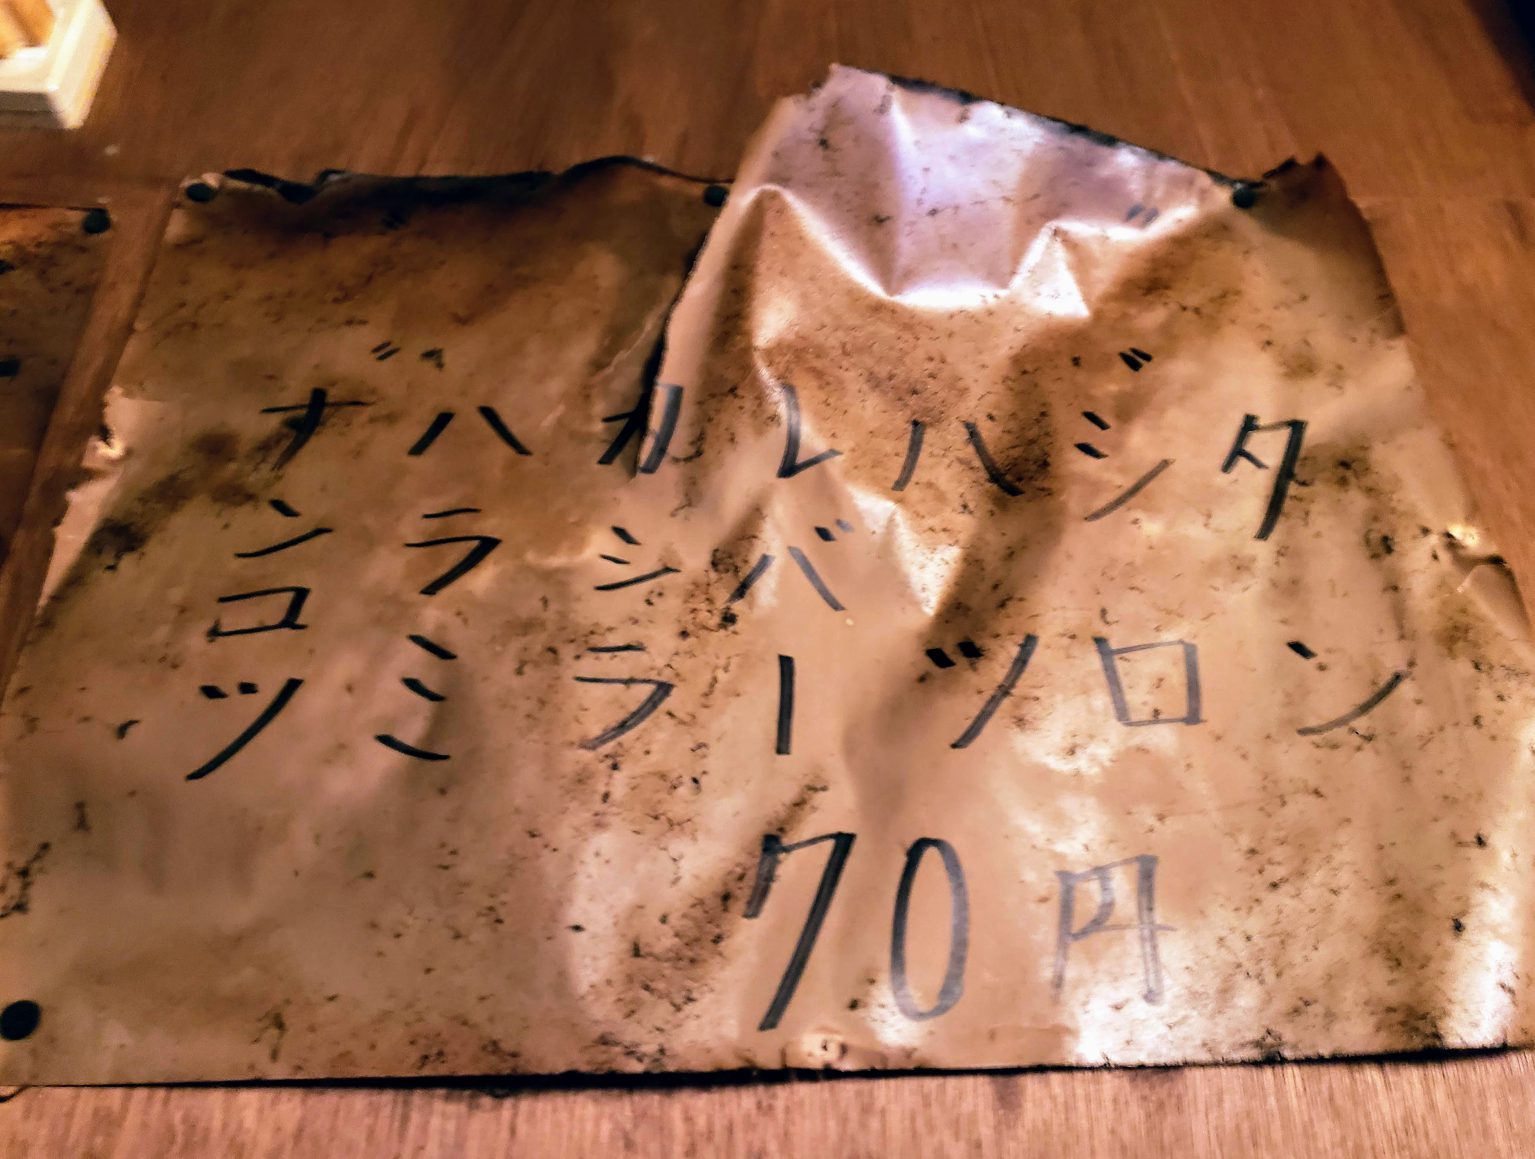 タン
シロ
ハツ
レバー
カシラ
ハラミ
ナンコツ
70円